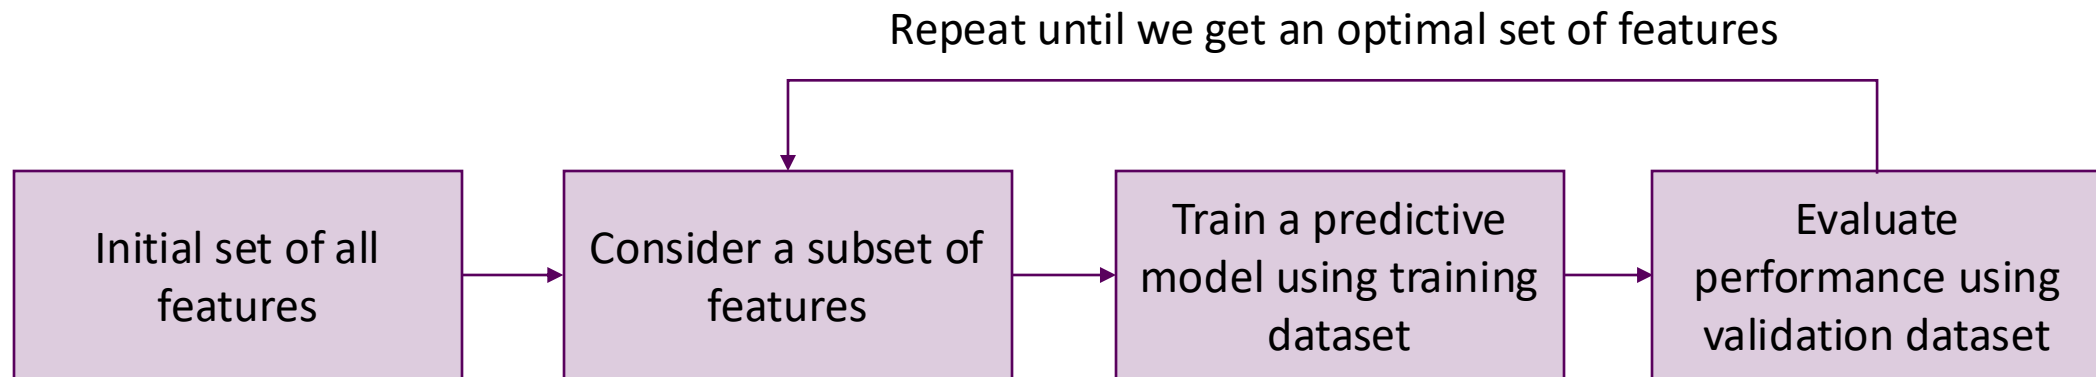 Repeat until we get an optimal set of features
Initial set of all
features
Consider a subset of
features
Train a predictive
model using training
dataset
Evaluate
performance using
validation dataset